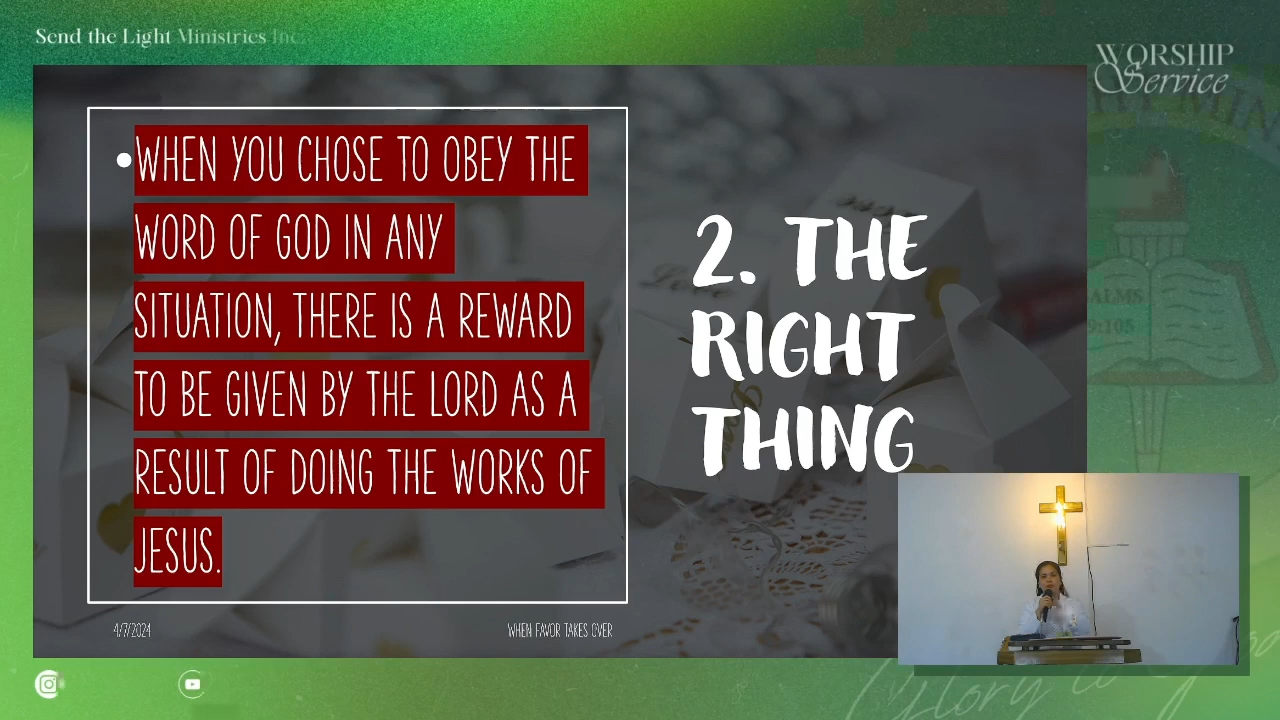 Send the Light Ministries Inc.
WORSHIP
Service
WHEN YOU CHOSE TO OBEY THE
WORD OF GOD IN ANY
SITUATION, THERE IS A REWARD
TO BE GIVEN BY THE LORD AS A
RESULT OF DOING THE WORKS OF
JESUS.
2. THE
RIGHT
THING
4/7/2024
WHEN FAVOR TAKES OVER
Glory to